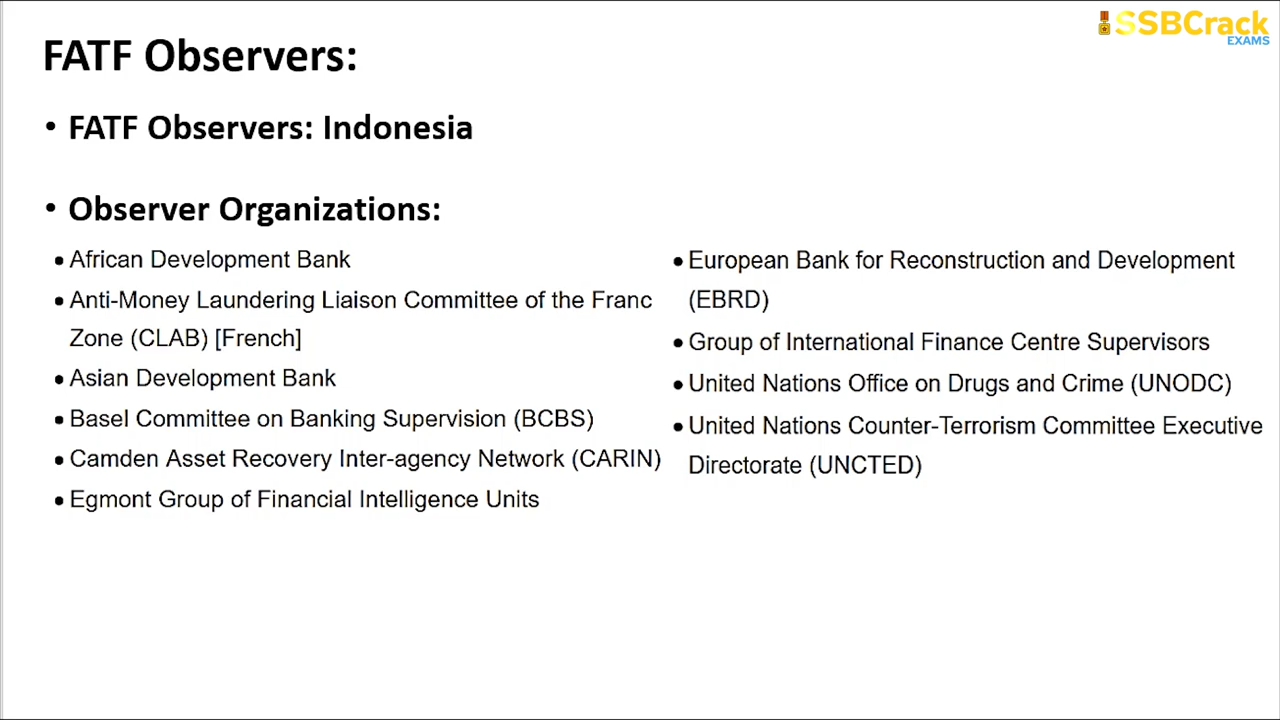 SSBCrack
EXAMS
FATF Observers:
• FATF Observers: Indonesia
• Observer Organizations:
• African Development Bank
• Anti-Money Laundering Liaison Committee of the Franc
Zone (CLAB) [French]
• Asian Development Bank
• Basel Committee on Banking Supervision (BCBS)
• Camden Asset Recovery Inter-agency Network (CARIN)
• Egmont Group of Financial Intelligence Units
• European Bank for Reconstruction and Development
(EBRD)
• Group of International Finance Centre Supervisors
• United Nations Office on Drugs and Crime (UNODC)
• United Nations Counter-Terrorism Committee Executive
Directorate (UNCTED)